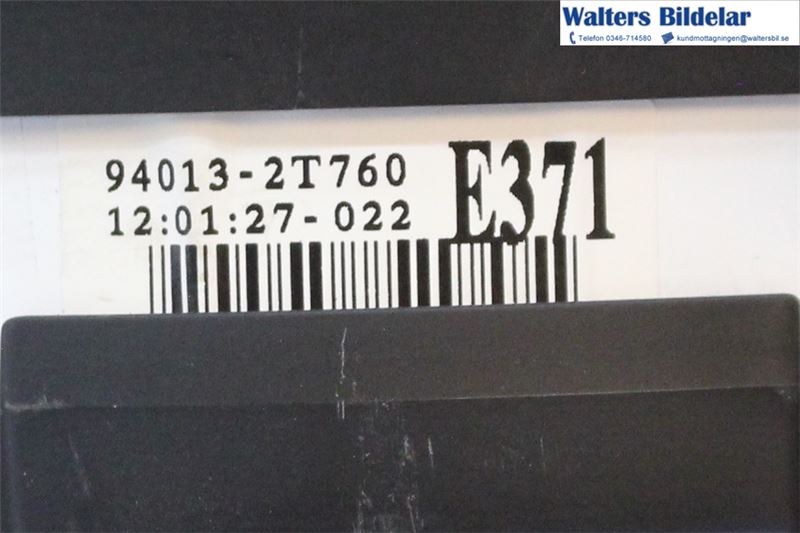 Walters Bildelar
Telefon 0346-714580 kundmottagningen@waltersbil.se
94013-2T760
12:01:27-022
E371